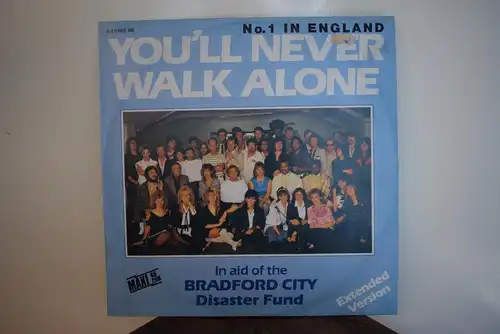 No.1 IN ENGLAND
YOU'LL NEVER
WALK ALONE
In aid of the
BRADFORD CITY
Disaster Fund
MAXI
Extended
Version